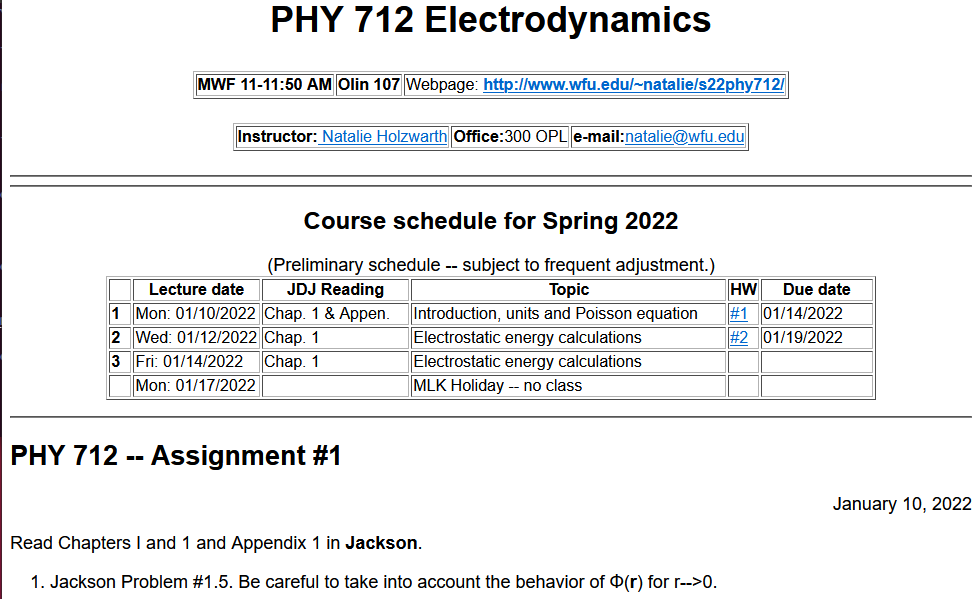 PHY 712 Electrodynamics
MWF 11-11:50 AM Olin 107 Webpage: http://www.wfu.edu/~natalie/s22phy712/
Instructor: Natalie Holzwarth Office:300 OPL e-mail:natalie@wfu.edu
Course schedule for Spring 2022
(Preliminary schedule -- subject to frequent adjustment.)
Lecture date JDJ Reading Topic HW Due date
1 Mon: 01/10/2022 Chap. 1 & Appen. Introduction, units and Poisson equation #1 01/14/2022
2 Wed: 01/12/2022 Chap. 1 Electrostatic energy calculations #2 01/19/2022
3 Fri: 01/14/2022 Chap. 1 Electrostatic energy calculations
Mon: 01/17/2022 MLK Holiday -- no class
PHY 712 -- Assignment #1
January 10, 2022
Read Chapters I and 1 and Appendix 1 in Jackson.
1. Jackson Problem #1.5. Be careful to take into account the behavior of Φ(r) for r-->0.